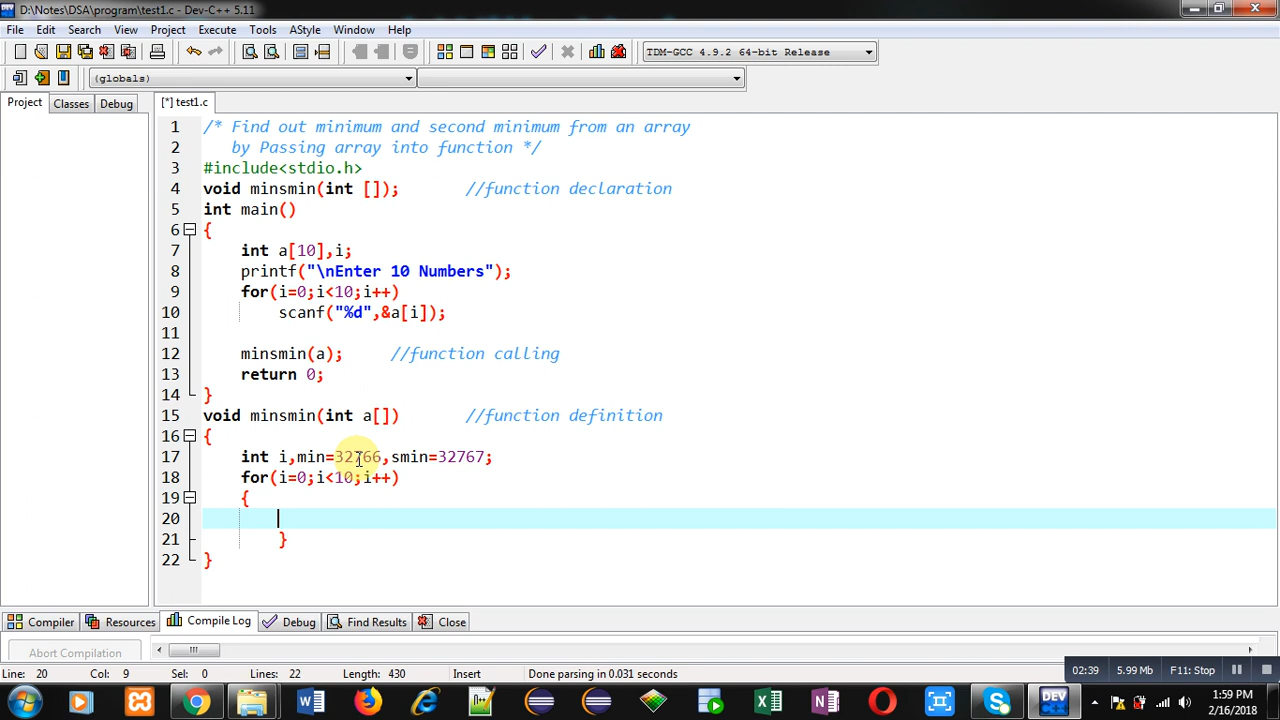 D:\Notes\DSA\program\test1.c - Dev-C++ 5.11
File Edit Search View Project Execute Tools AStyle Window Help
TDM-GCC 4.9.2 64-bit Release
(globals)
Project Classes Debug [*] test1.c
1 /* Find out minimum and second minimum from an array
2 by Passing array into function */
3 #include<stdio.h>
4 void minsmin(int []); //function declaration
5 int main()
6 {
7 int a[10],i;
8 printf("\nEnter 10 Numbers");
9 for(i=0;i<10;i++)
10 scanf("%d",&a[i]);
11
12 minsmin(a); //function calling
13 return 0;
14 }
15 void minsmin(int a[]) //function definition
16 {
17 int i,min=32766,smin=32767;
18 for(i=0;i<10;i++)
19 {
20
21 }
22 }
Compiler Resources Compile Log Debug Find Results Close
Abort Compilation
Line: 20 Col: 9 Sel: 0 Lines: 22 Length: 430 Insert Done parsing in 0.031 seconds
02:39 5.99 Mb F11: Stop
DEV
1:59 PM
2/16/2018